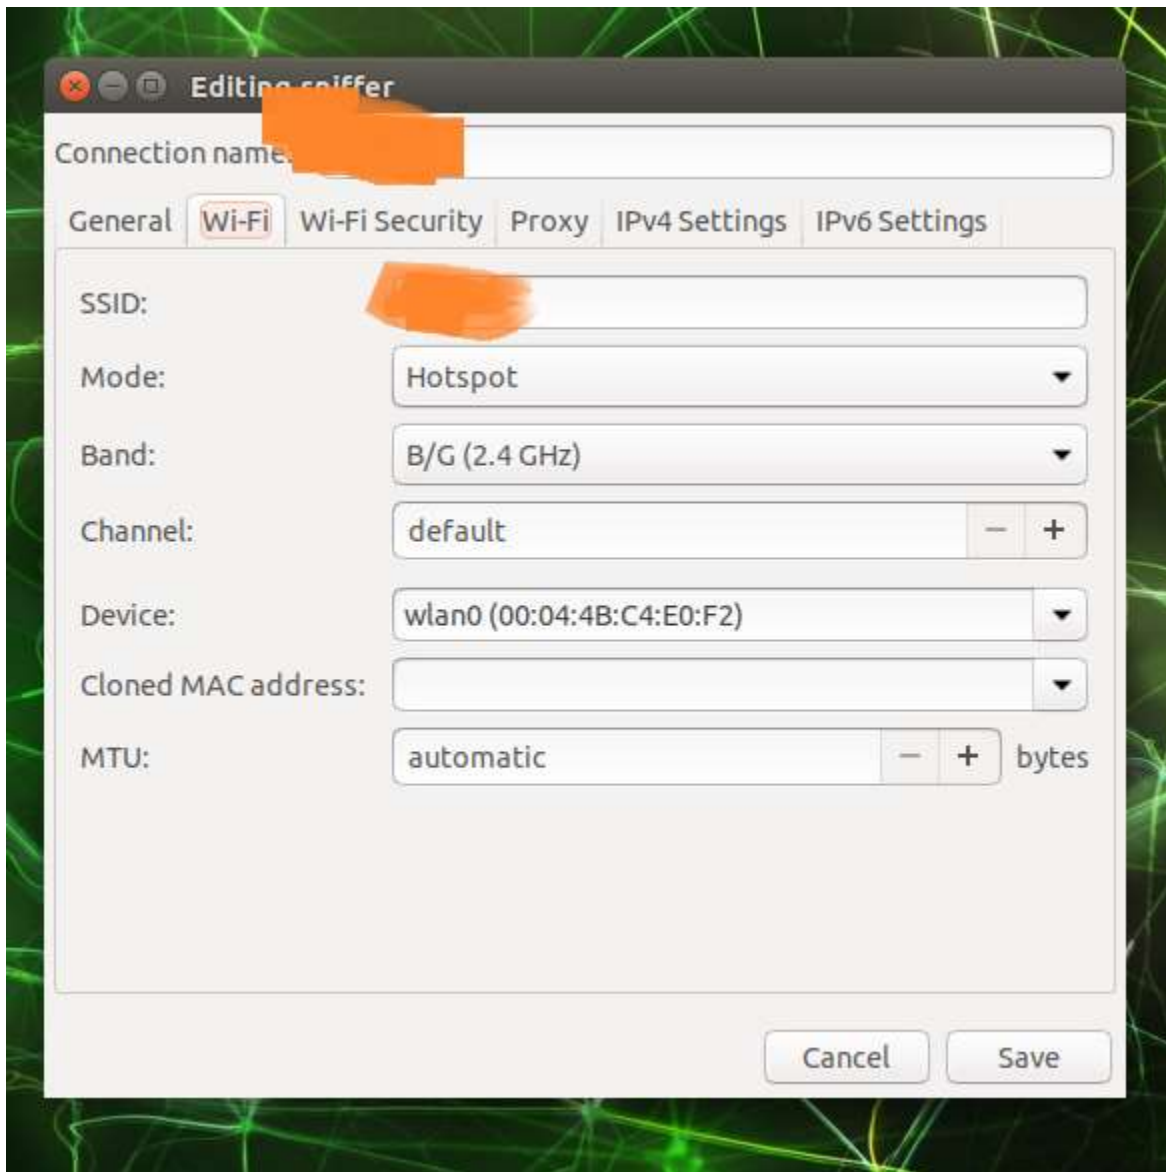 Editing sniffer
Connection name:
General Wi-Fi Wi-Fi Security Proxy IPv4 Settings IPv6 Settings
SSID:
Mode: Hotspot
Band: B/G (2.4 GHz)
Channel: default − +
Device: wlan0 (00:04:4B:C4:E0:F2)
Cloned MAC address:
MTU: automatic − + bytes
Cancel Save